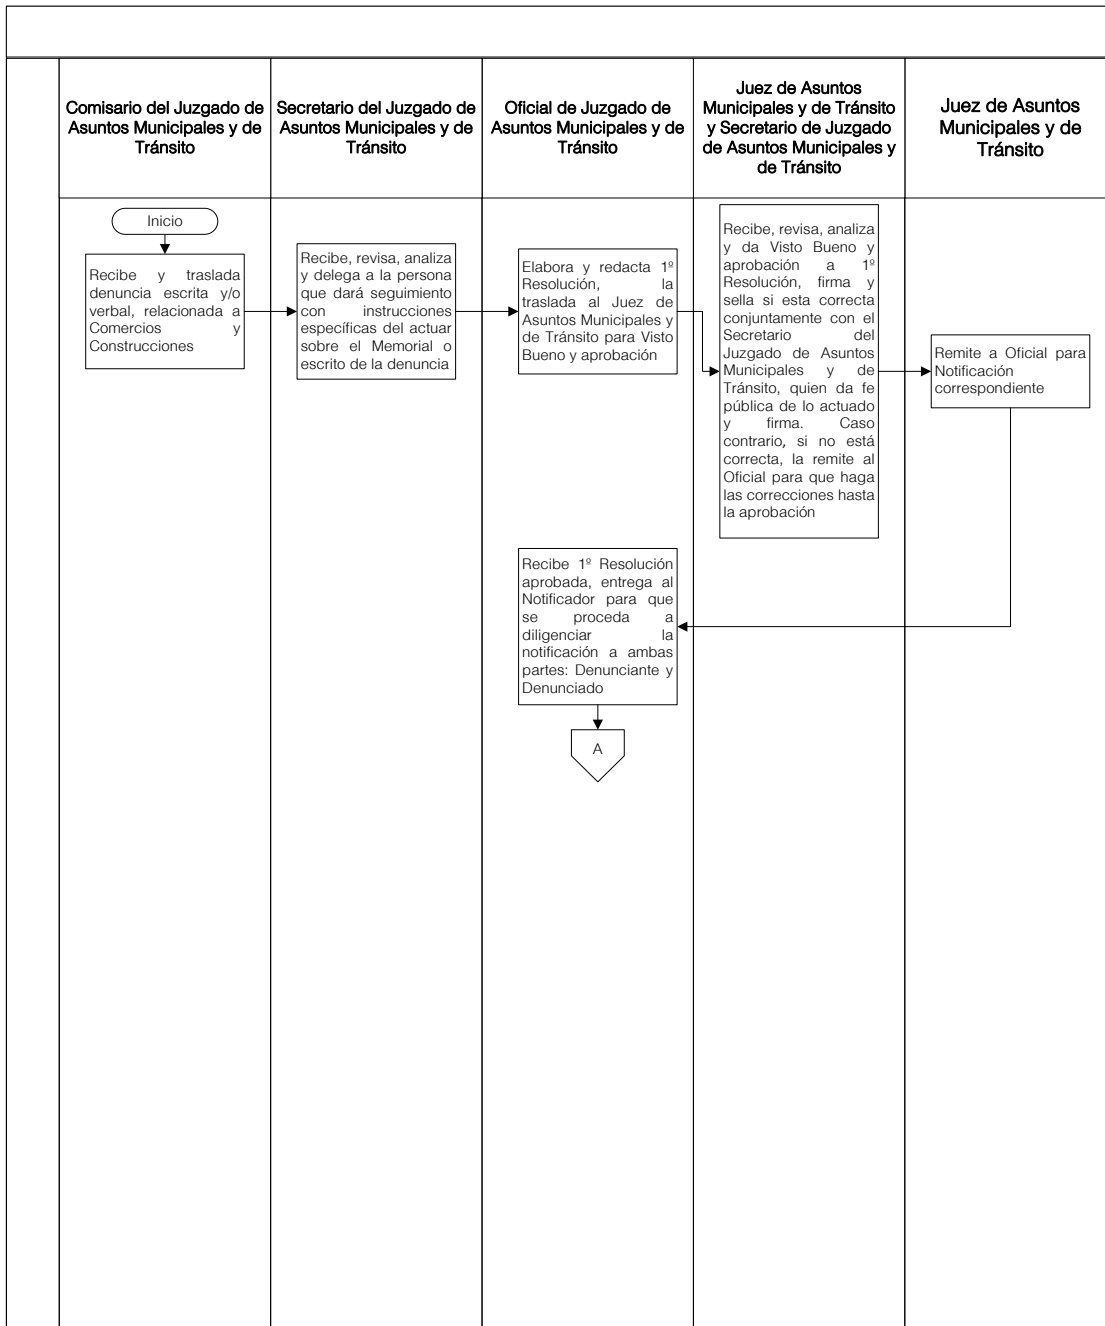 Comisario del Juzgado de
Asuntos Municipales y de
Tránsito
Secretario del Juzgado de
Asuntos Municipales y de
Tránsito
Oficial de Juzgado de
Asuntos Municipales y de
Tránsito
Juez de Asuntos
Municipales y de Tránsito
y Secretario de Juzgado
de Asuntos Municipales y
de Tránsito
Juez de Asuntos
Municipales y de
Tránsito
Inicio
Recibe y traslada
denuncia escrita y/o
verbal, relacionada a
Comercios y
Construcciones
Recibe, revisa, analiza
y delega a la persona
que dará seguimiento
con instrucciones
específicas del actuar
sobre el Memorial o
escrito de la denuncia
Elabora y redacta 1º
Resolución, la
traslada al Juez de
Asuntos Municipales y
de Tránsito para Visto
Bueno y aprobación
Recibe, revisa, analiza
y da Visto Bueno y
aprobación a 1º
Resolución, firma y
sella si esta correcta
conjuntamente con el
Secretario del
Juzgado de Asuntos
Municipales y de
Tránsito, quien da fe
pública de lo actuado
y firma. Caso
contrario, si no está
correcta, la remite al
Oficial para que haga
las correcciones hasta
la aprobación
Remite a Oficial para
Notificación
correspondiente
Recibe 1º Resolución
aprobada, entrega al
Notificador para que
se proceda a
diligenciar la
notificación a ambas
partes: Denunciante y
Denunciado
A